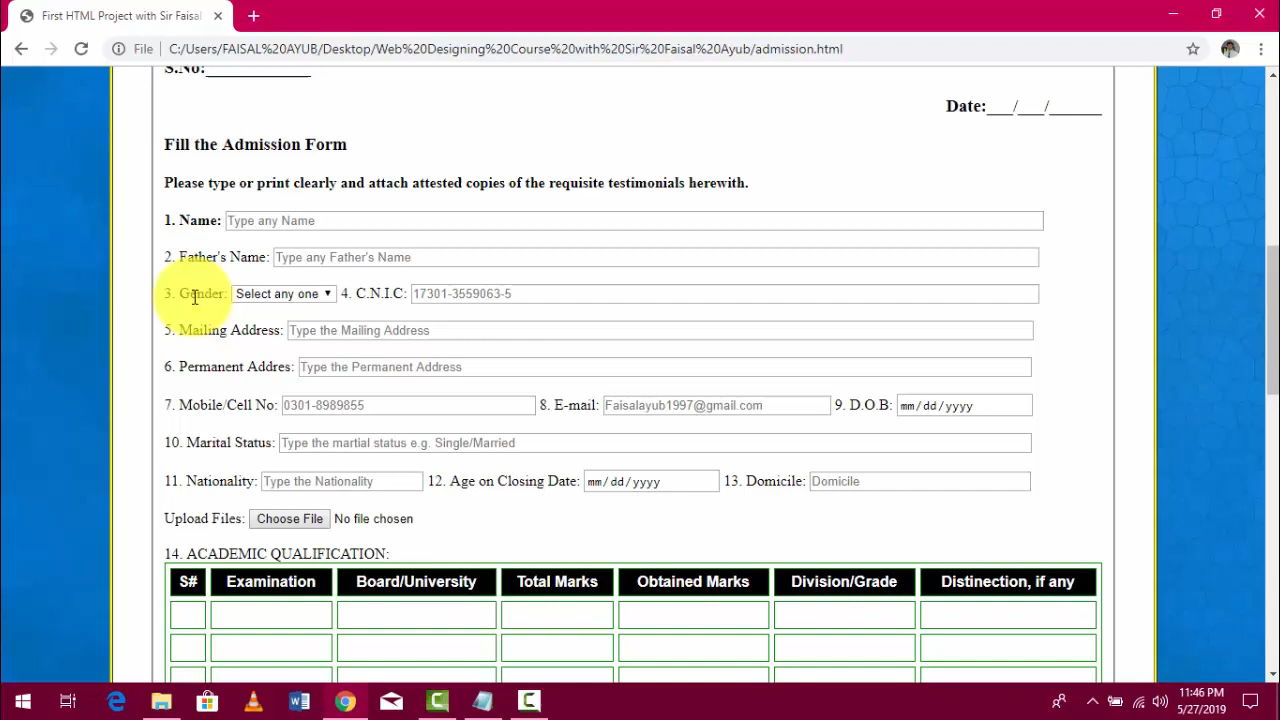 First HTML Project with Sir Faisal
File C:/Users/FAISAL%20AYUB/Desktop/Web%20Designing%20Course%20with%20Sir%20Faisal%20Ayub/admission.html
S.No:____________
Date:___/___/______
Fill the Admission Form
Please type or print clearly and attach attested copies of the requisite testimonials herewith.
1. Name: Type any Name
2. Father's Name: Type any Father's Name
3. Gender: Select any one 4. C.N.I.C: 17301-3559063-5
5. Mailing Address: Type the Mailing Address
6. Permanent Addres: Type the Permanent Address
7. Mobile/Cell No: 0301-8989855 8. E-mail: Faisalayub1997@gmail.com 9. D.O.B: mm/dd/yyyy
10. Marital Status: Type the martial status e.g. Single/Married
11. Nationality: Type the Nationality 12. Age on Closing Date: mm/dd/yyyy 13. Domicile: Domicile
Upload Files: Choose File No file chosen
14. ACADEMIC QUALIFICATION:
S# Examination Board/University Total Marks Obtained Marks Division/Grade Distinection, if any
11:46 PM
5/27/2019